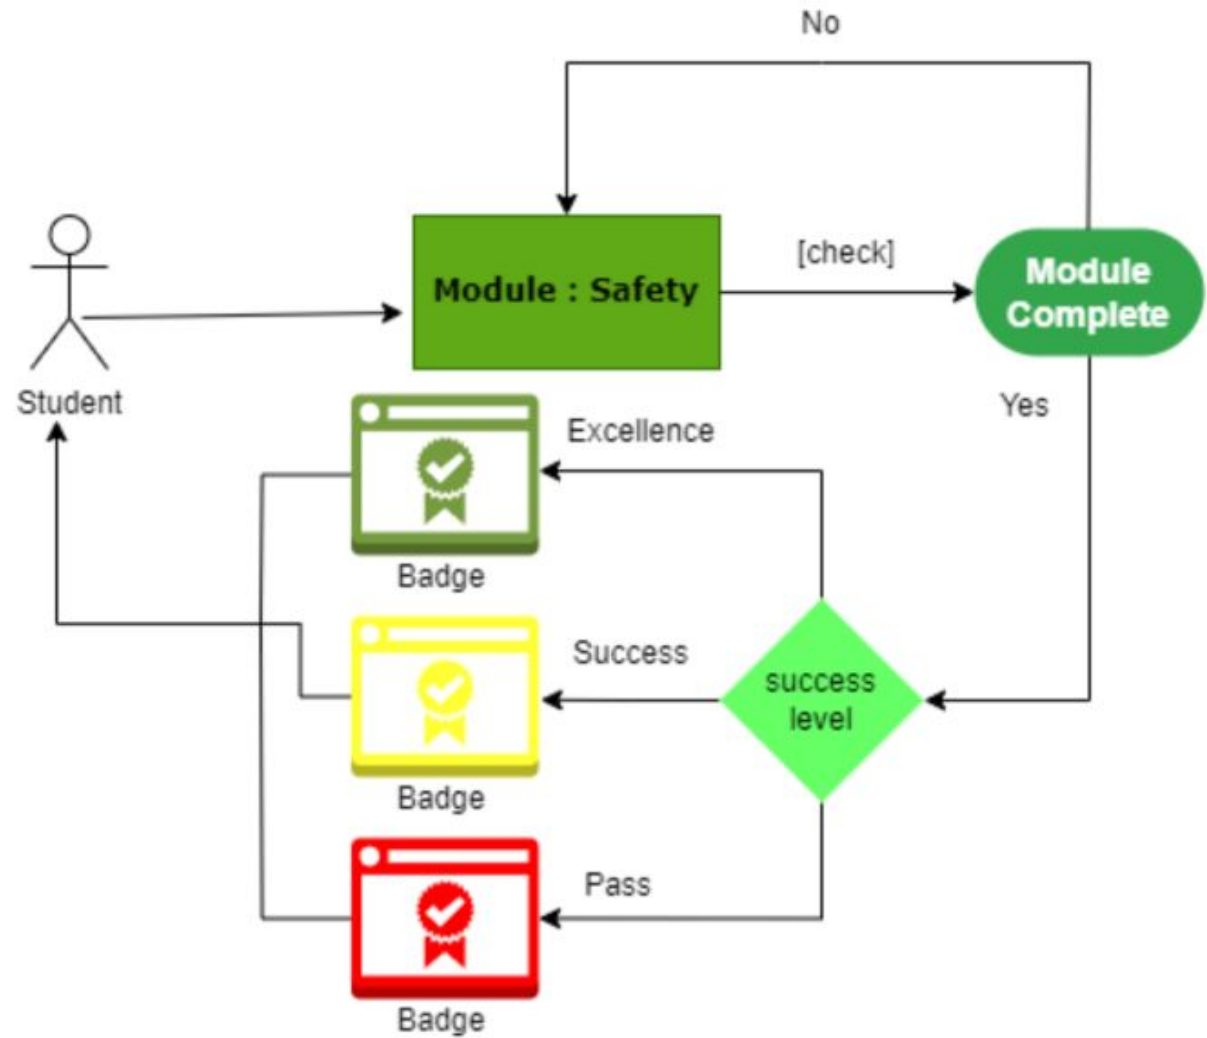 No
[check]
Module : Safety
Module
Complete
Student
Yes
Excellence
Badge
Success
success
level
Badge
Pass
Badge